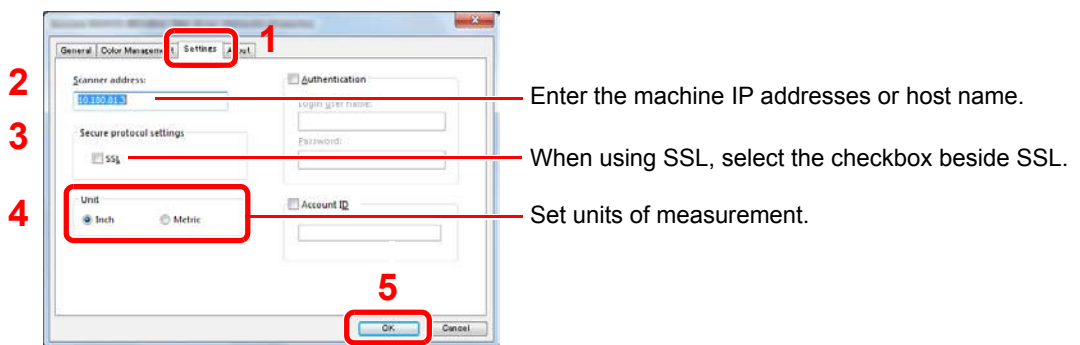 1
General Color Management Settings About
2
Scanner address:
10.180.81.3
Authentication
Login user name:
Enter the machine IP addresses or host name.
3
Secure protocol settings
SSL
Password:
When using SSL, select the checkbox beside SSL.
4
Unit
Inch Metric
Account ID
Set units of measurement.
5
OK Cancel